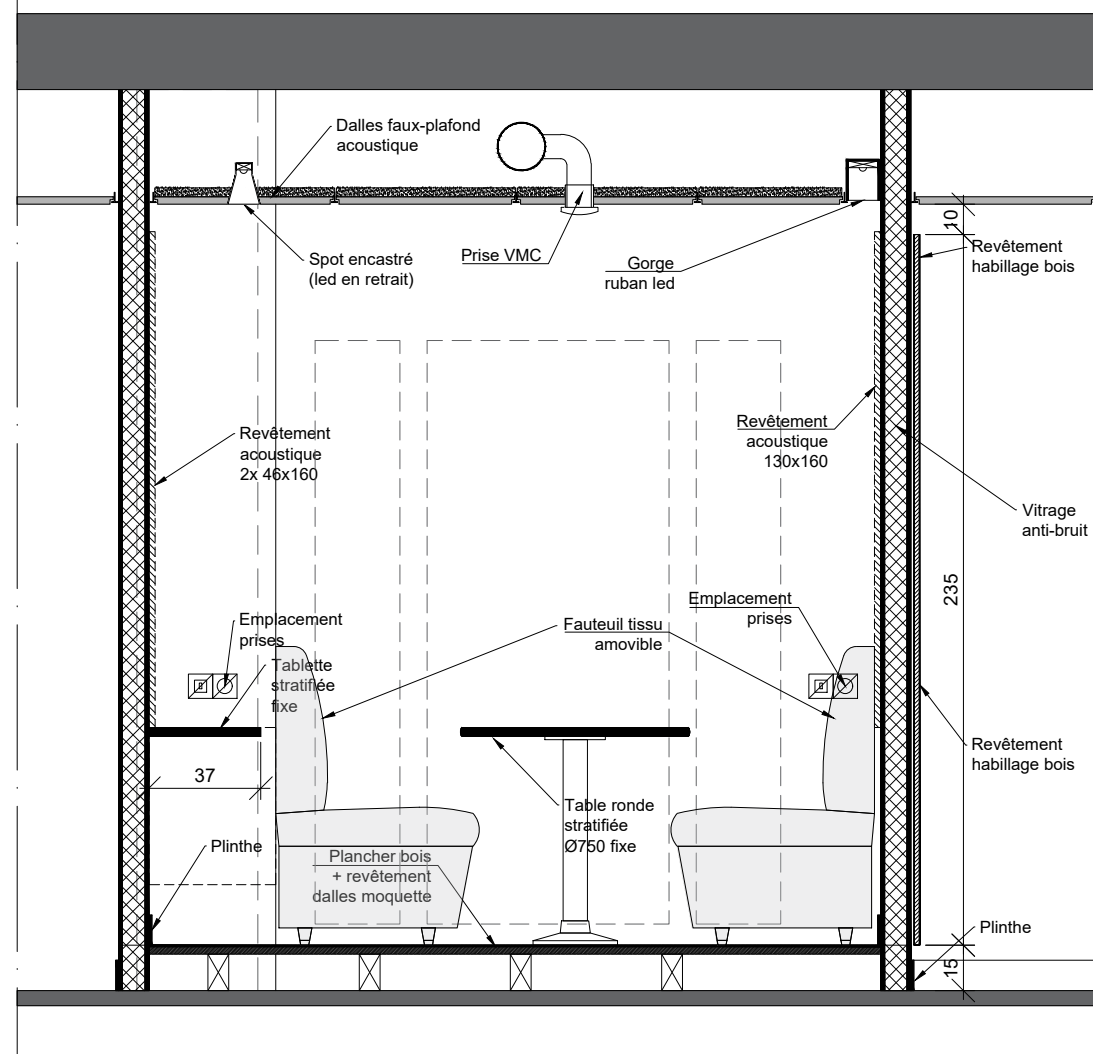 Dalles faux-plafond
acoustique
Spot encastré
(led en retrait)
Prise VMC
Gorge
ruban led
10
Revêtement
habillage bois
Revêtement
acoustique
2x 46x160
Revêtement
acoustique
130x160
Vitrage
anti-bruit
235
Emplacement
prises
Tablette
stratifiée
fixe
Fauteuil tissu
amovible
Emplacement
prises
37
Table ronde
stratifiée
Ø750 fixe
Revêtement
habillage bois
Plinthe
Plancher bois
+ revêtement
dalles moquette
Plinthe
15